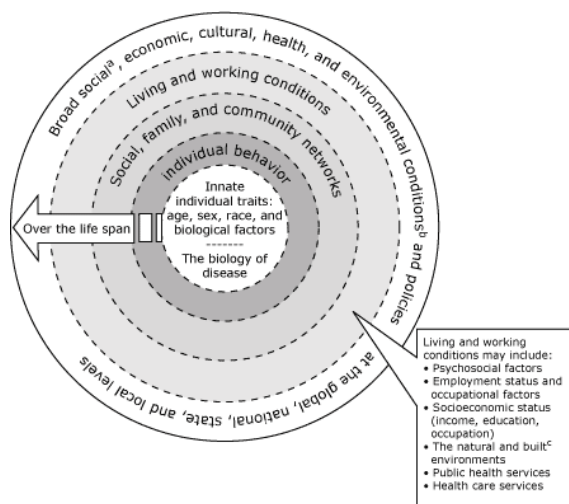 Broad socialᵃ, economic, cultural, health, and environmental conditionsᵇ and policies
at the global, national, state, and local levels
Living and working conditions
Social, family, and community networks
individual behavior
Innate
individual traits:
age, sex, race, and
biological factors
-------
The biology of
disease
Over the life span
Living and working
conditions may include:
• Psychosocial factors
• Employment status and
occupational factors
• Socioeconomic status
(income, education,
occupation)
• The natural and builtᶜ
environments
• Public health services
• Health care services